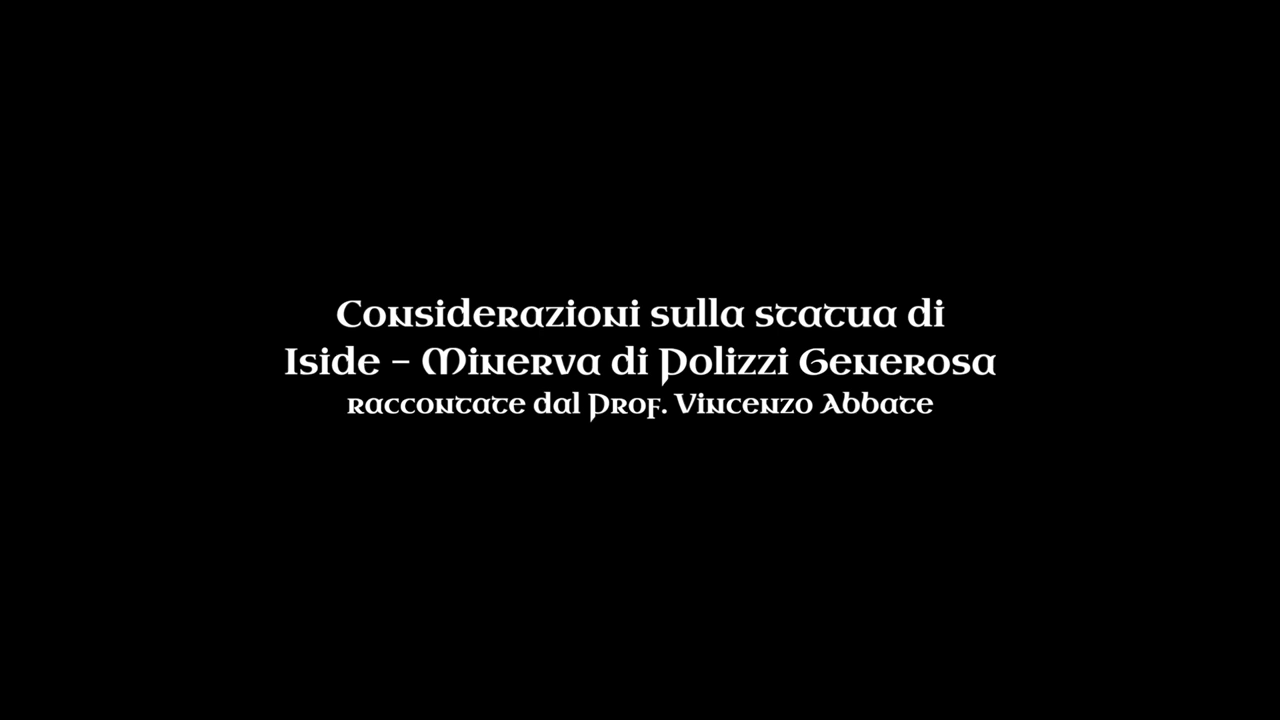 Considerazioni sulla statua di
Iside – Minerva di Polizzi Generosa
raccontate dal Prof. Vincenzo Abbate